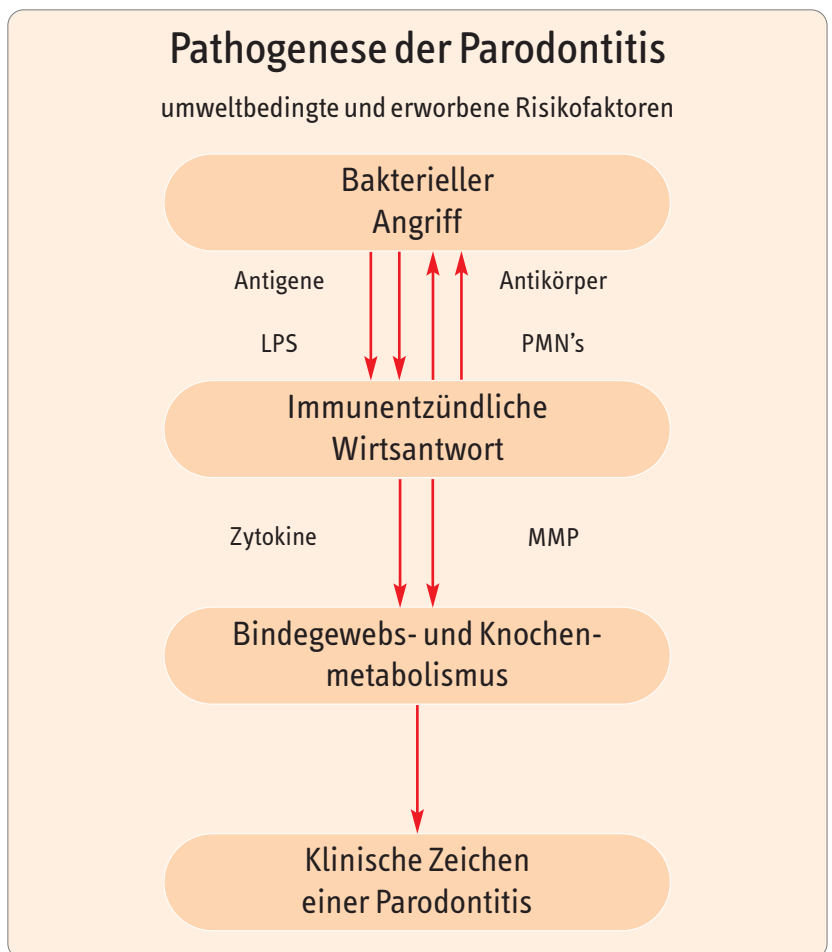 Pathogenese der Parodontitis
umweltbedingte und erworbene Risikofaktoren
Bakterieller
Angriff
Antigene
Antikörper
LPS
PMN's
Immunentzündliche
Wirtsantwort
Zytokine
MMP
Bindegewebs- und Knochen-
metabolismus
Klinische Zeichen
einer Parodontitis